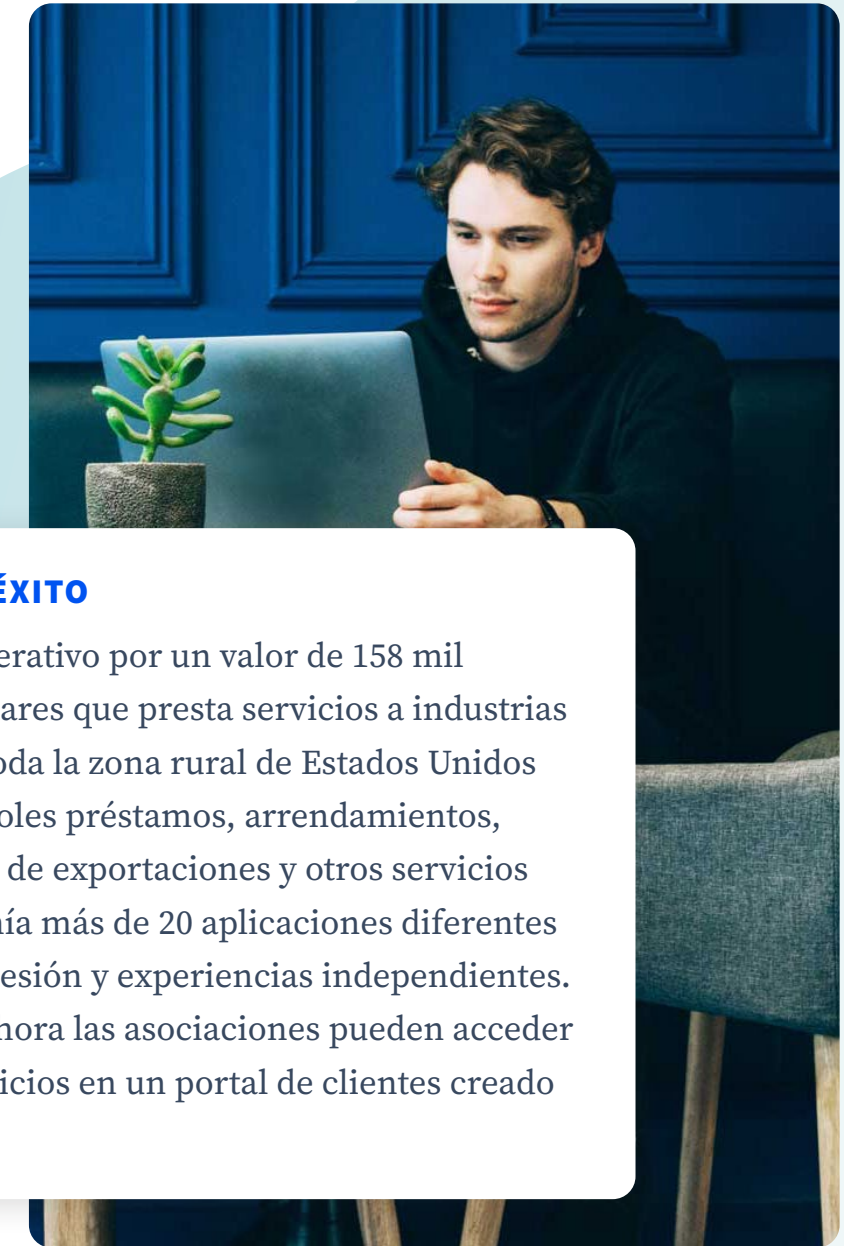 ÉXITO
erativo por un valor de 158 mil
ares que presta servicios a industrias
oda la zona rural de Estados Unidos
oles préstamos, arrendamientos,
de exportaciones y otros servicios
ía más de 20 aplicaciones diferentes
esión y experiencias independientes.
hora las asociaciones pueden acceder
icios en un portal de clientes creado